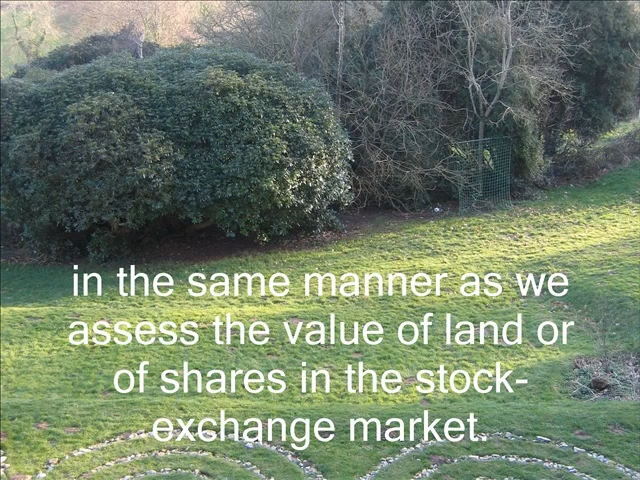 in the same manner as we
assess the value of land or
of shares in the stock-
exchange market.